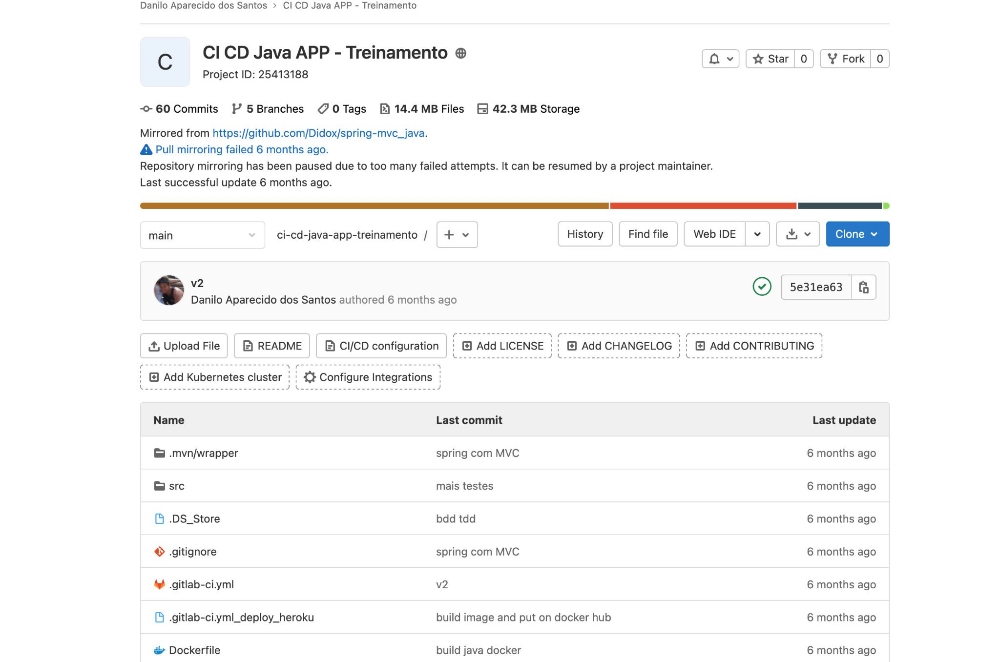 Danilo Aparecido dos Santos › CI CD Java APP - Treinamento
C
CI CD Java APP - Treinamento
Project ID: 25413188
Star 0
Fork 0
60 Commits 5 Branches 0 Tags 14.4 MB Files 42.3 MB Storage
Mirrored from https://github.com/Didox/spring-mvc_java.
Pull mirroring failed 6 months ago.
Repository mirroring has been paused due to too many failed attempts. It can be resumed by a project maintainer.
Last successful update 6 months ago.
main ci-cd-java-app-treinamento / + History Find file Web IDE Clone
v2
Danilo Aparecido dos Santos authored 6 months ago
5e31ea63
Upload File README CI/CD configuration Add LICENSE Add CHANGELOG Add CONTRIBUTING
Add Kubernetes cluster Configure Integrations
Name Last commit Last update
.mvn/wrapper spring com MVC 6 months ago
src mais testes 6 months ago
.DS_Store bdd tdd 6 months ago
.gitignore spring com MVC 6 months ago
.gitlab-ci.yml v2 6 months ago
.gitlab-ci.yml_deploy_heroku build image and put on docker hub 6 months ago
Dockerfile build java docker 6 months ago